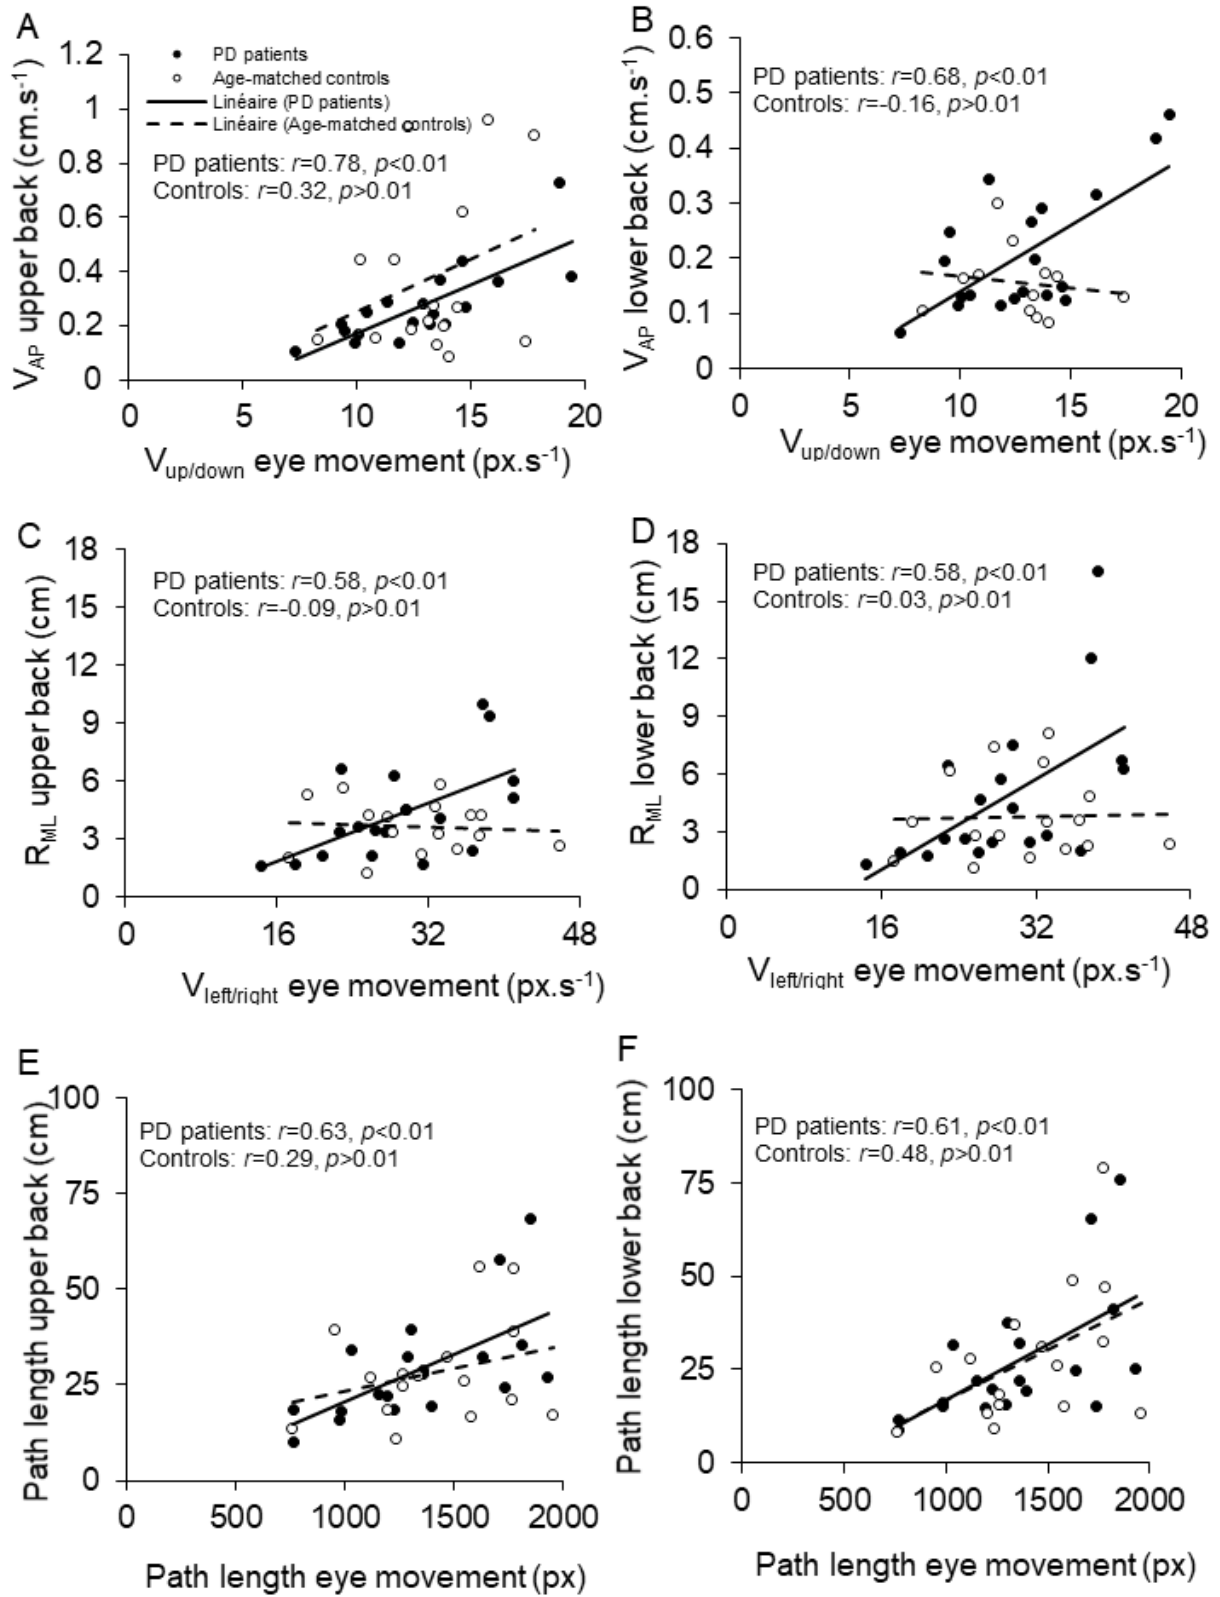 A
V_AP upper back (cm.s⁻¹)
1.2
1
0.8
0.6
0.4
0.2
0
PD patients
Age-matched controls
Linéaire (PD patients)
Linéaire (Age-matched controls)
PD patients: r=0.78, p<0.01
Controls: r=0.32, p>0.01
0 5 10 15 20
V_up/down eye movement (px.s⁻¹)
B
V_AP lower back (cm.s⁻¹)
0.6
0.5
0.4
0.3
0.2
0.1
0
PD patients: r=0.68, p<0.01
Controls: r=-0.16, p>0.01
0 5 10 15 20
V_up/down eye movement (px.s⁻¹)
C
R_ML upper back (cm)
18
15
12
9
6
3
0
PD patients: r=0.58, p<0.01
Controls: r=-0.09, p>0.01
0 16 32 48
V_left/right eye movement (px.s⁻¹)
D
R_ML lower back (cm)
18
15
12
9
6
3
0
PD patients: r=0.58, p<0.01
Controls: r=0.03, p>0.01
0 16 32 48
V_left/right eye movement (px.s⁻¹)
E
Path length upper back (cm)
100
75
50
25
0
PD patients: r=0.63, p<0.01
Controls: r=0.29, p>0.01
0 500 1000 1500 2000
Path length eye movement (px)
F
Path length lower back (cm)
100
75
50
25
0
PD patients: r=0.61, p<0.01
Controls: r=0.48, p>0.01
0 500 1000 1500 2000
Path length eye movement (px)